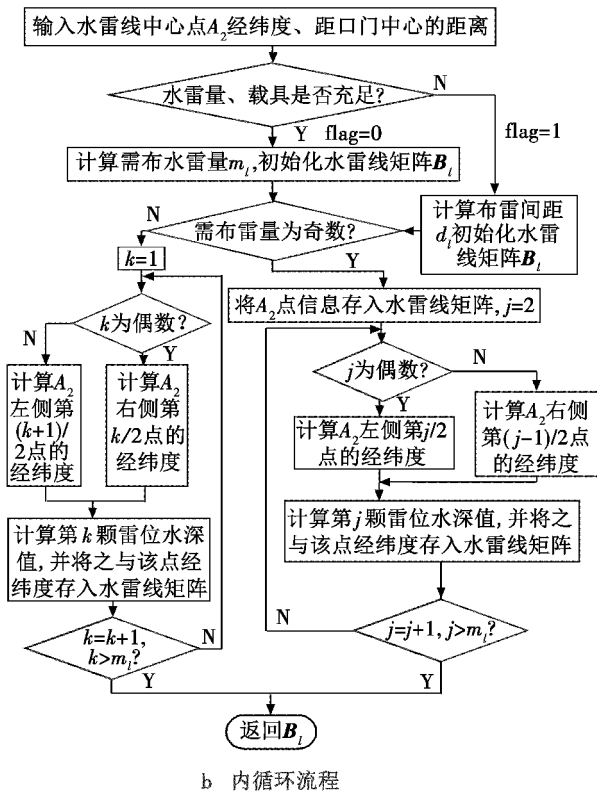 输入水雷线中心点A₂经纬度、距口门中心的距离
水雷量、载具是否充足?
N
Y flag=0
flag=1
计算需布水雷量mₗ,初始化水雷线矩阵Bₗ
计算布雷间距
dₗ初始化水雷
线矩阵Bₗ
需布雷量为奇数?
N
Y
k=1
将A₂点信息存入水雷线矩阵,j=2
k为偶数?
N
Y
j为偶数?
N
Y
计算A₂
左侧第
(k+1)/
2点的
经纬度
计算A₂
右侧第
k/2点
的
经纬度
计算A₂左侧第j/2
点的经纬度
计算A₂右侧
第(j−1)/2点
的经纬度
计算第k颗雷位水深
值,并将之与该点经
纬度存入水雷线矩阵
计算第j颗雷位水深值,并将之
与该点经纬度存入水雷线矩阵
k=k+1,
k>mₗ?
N
Y
j=j+1, j>mₗ?
N
Y
返回Bₗ
b 内循环流程